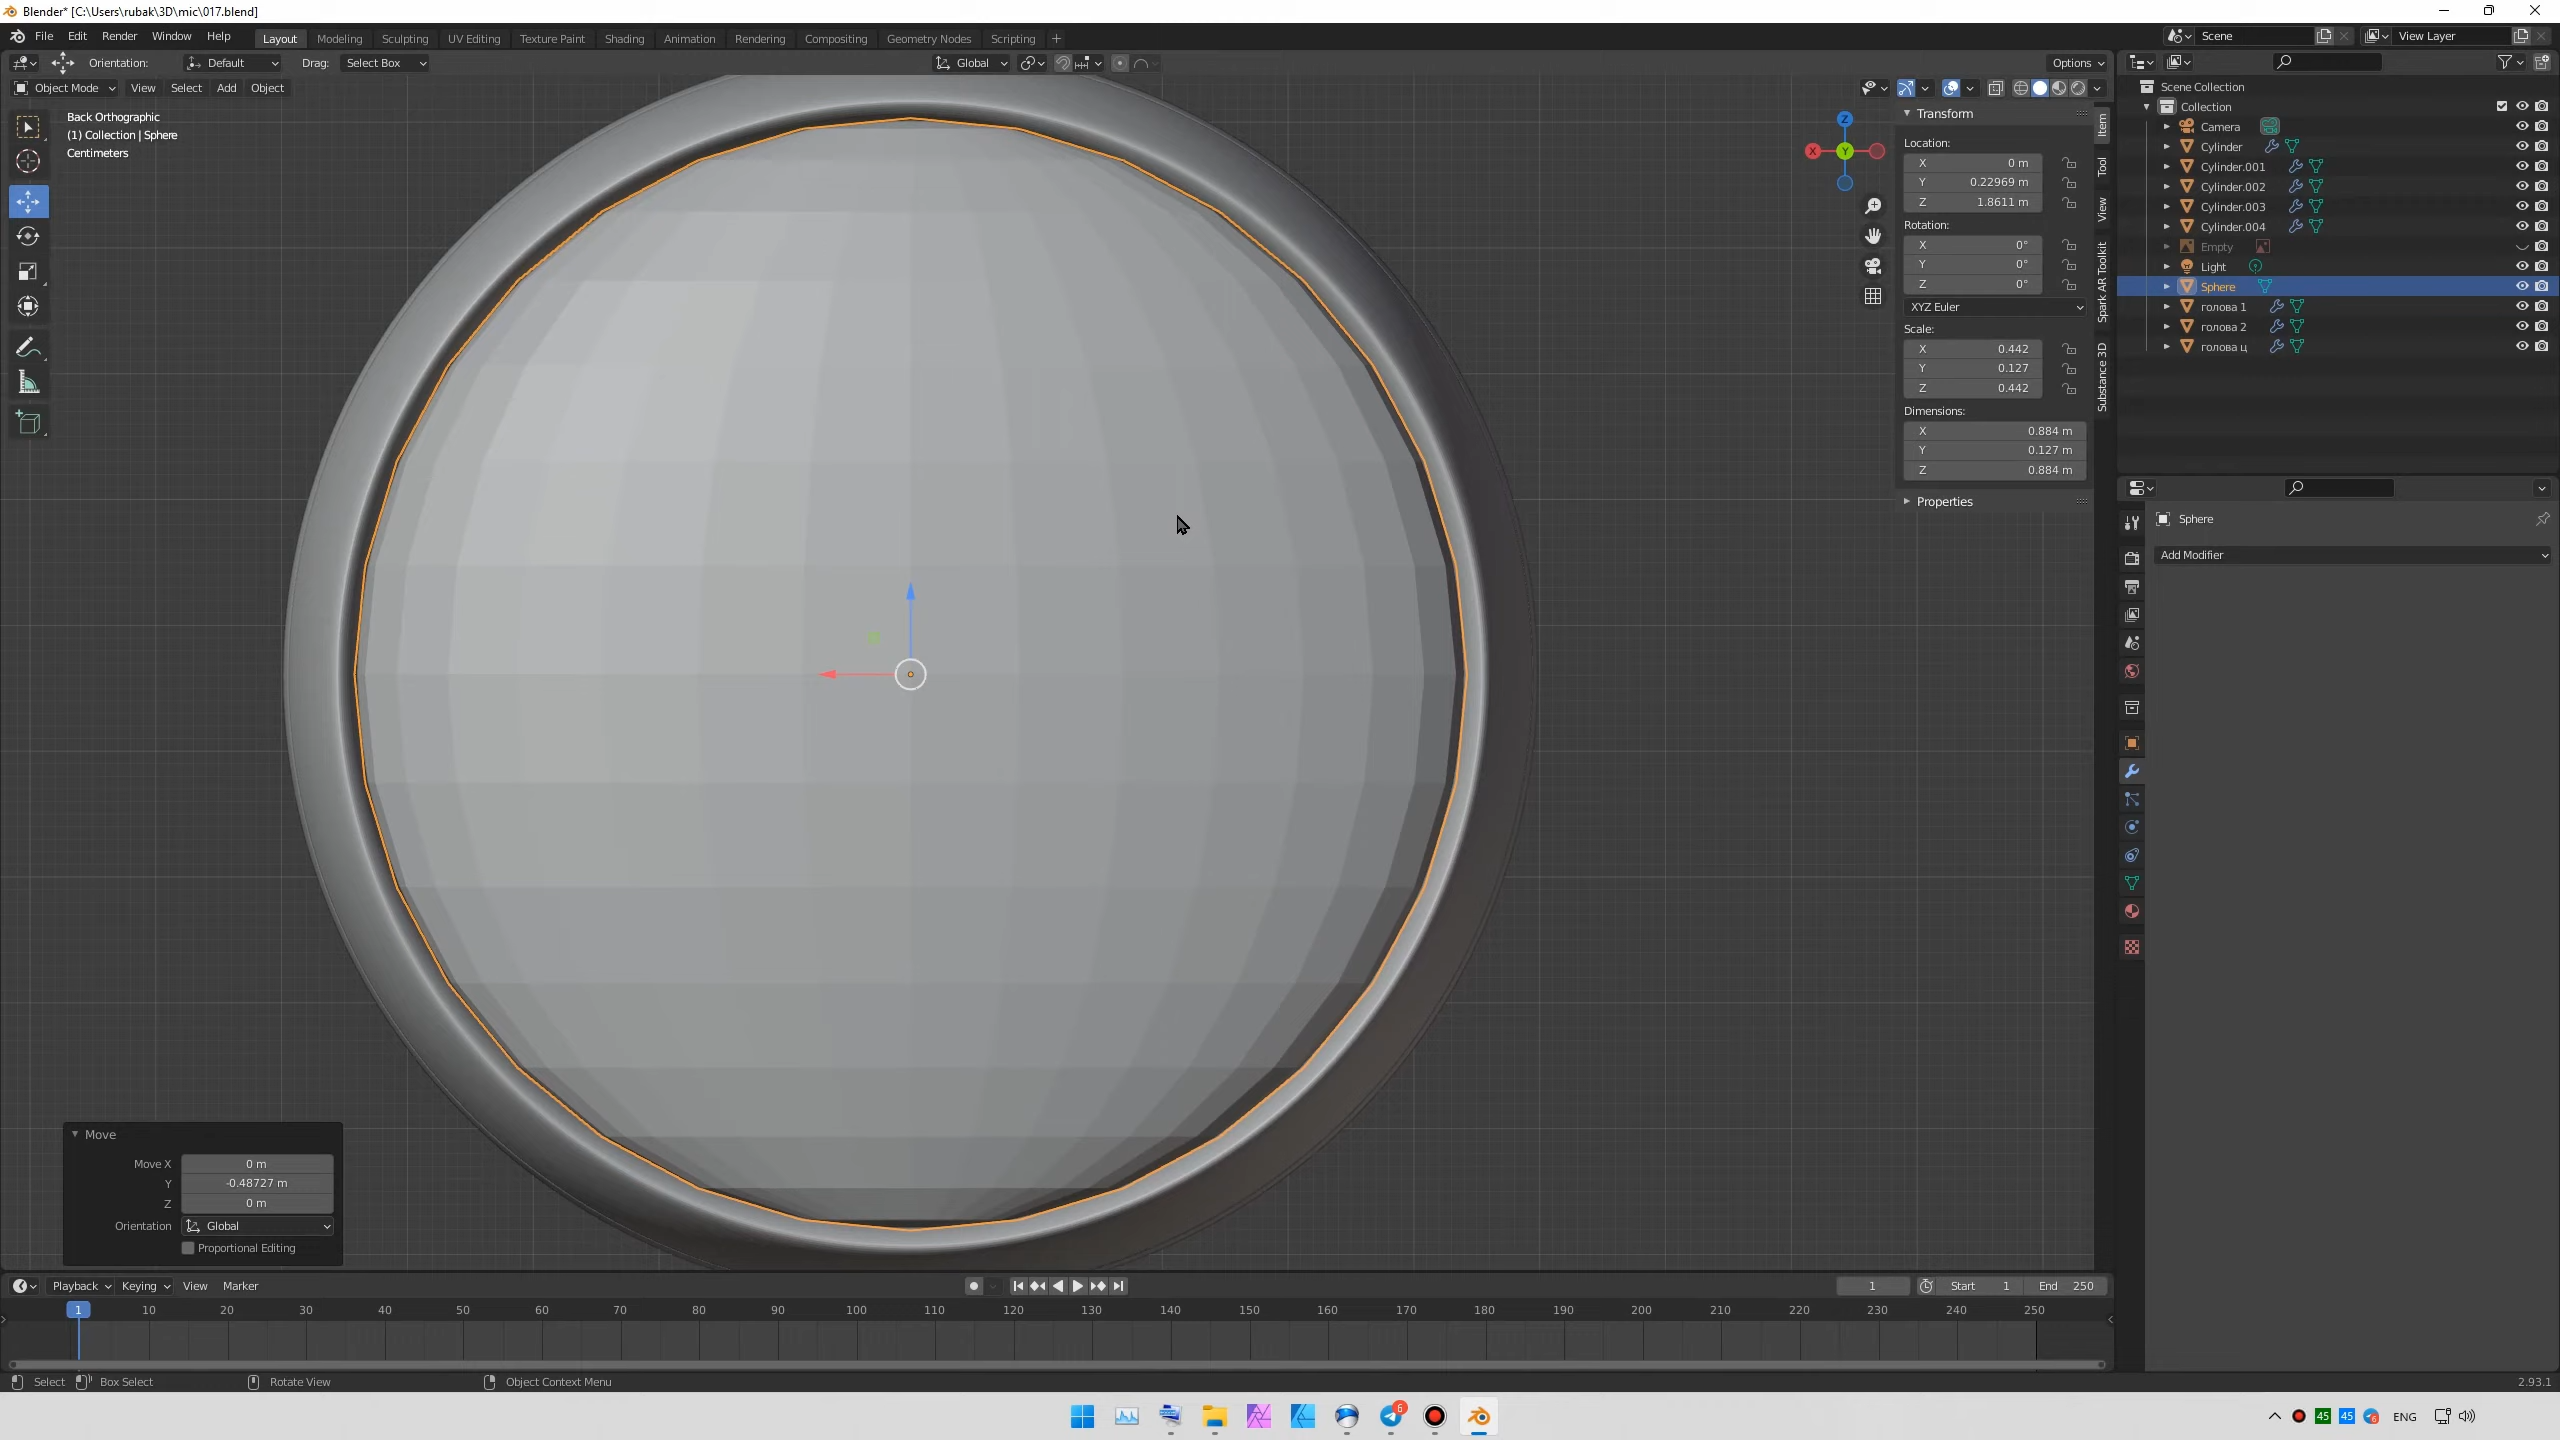 Blender* [C:\Users\rubak\3D\mic\017.blend]
File Edit Render Window Help
Layout Modeling Sculpting UV Editing Texture Paint Shading Animation Rendering Compositing Geometry Nodes Scripting +
Scene
View Layer
Orientation: Default Drag: Select Box
Global
Options
Object Mode View Select Add Object
Back Orthographic
(1) Collection | Sphere
Centimeters
Z
X
Y
Transform
Location:
X 0 m
Y 0.22969 m
Z 1.8611 m
Rotation:
X 0°
Y 0°
Z 0°
XYZ Euler
Scale:
X 0.442
Y 0.127
Z 0.442
Dimensions:
X 0.884 m
Y 0.127 m
Z 0.884 m
Properties
Item
Tool
View
Spark AR Toolkit
Substance 3D
Scene Collection
Collection
Camera
Cylinder
Cylinder.001
Cylinder.002
Cylinder.003
Cylinder.004
Empty
Light
Sphere
голова 1
голова 2
голова ц
Sphere
Add Modifier
Move
Move X 0 m
Y -0.48727 m
Z 0 m
Orientation Global
Proportional Editing
Playback Keying View Marker
1
Start 1
End 250
1 10 20 30 40 50 60 70 80 90 100 110 120 130 140 150 160 170 180 190 200 210 220 230 240 250
Select Box Select Rotate View Object Context Menu
2.93.1
6
45 45 6 ENG